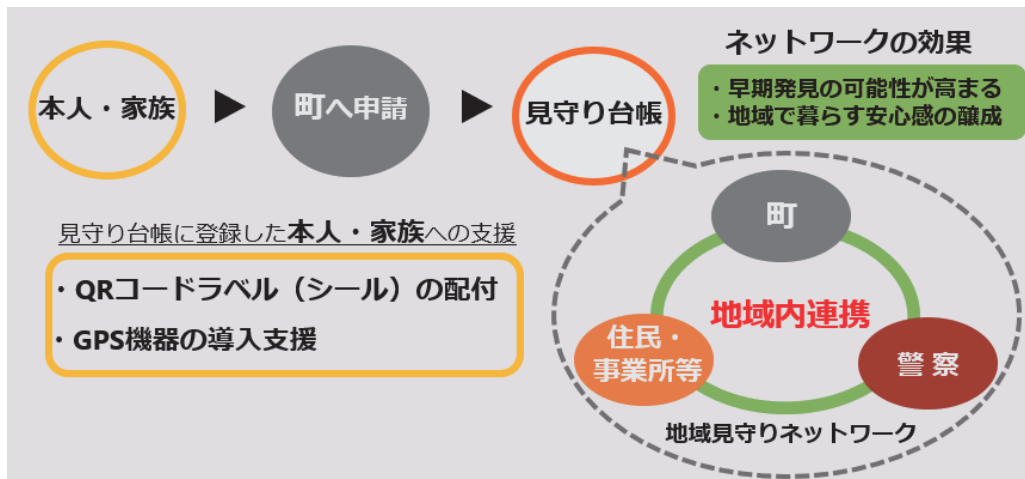 本人・家族
▶
町へ申請
▶
見守り台帳
ネットワークの効果
・早期発見の可能性が高まる
・地域で暮らす安心感の醸成
見守り台帳に登録した本人・家族への支援
・QRコードラベル（シール）の配付
・GPS機器の導入支援
町
地域内連携
住民・
事業所等
警察
地域見守りネットワーク